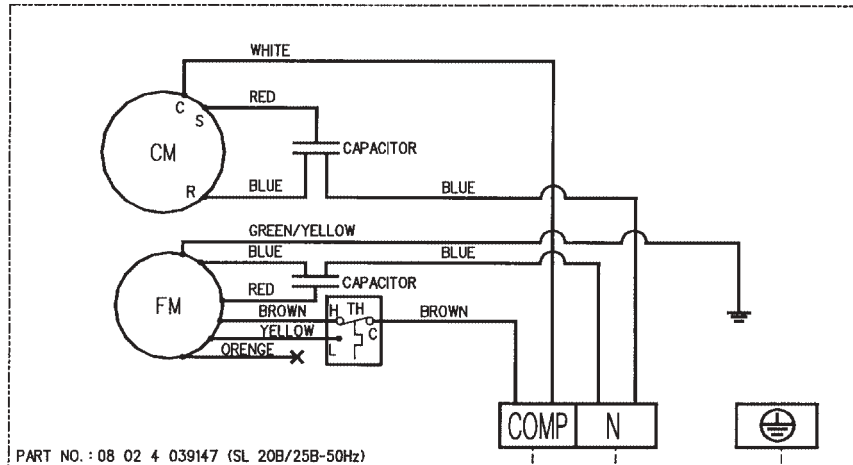 WHITE
RED
C
S
CM
CAPACITOR
R
BLUE
BLUE
GREEN/YELLOW
BLUE
BLUE
RED
CAPACITOR
FM
BROWN
H
TH
BROWN
YELLOW
C
L
ORENGE
COMP
N
PART NO. : 08 02 4 039147 (SL 20B/25B-50Hz)